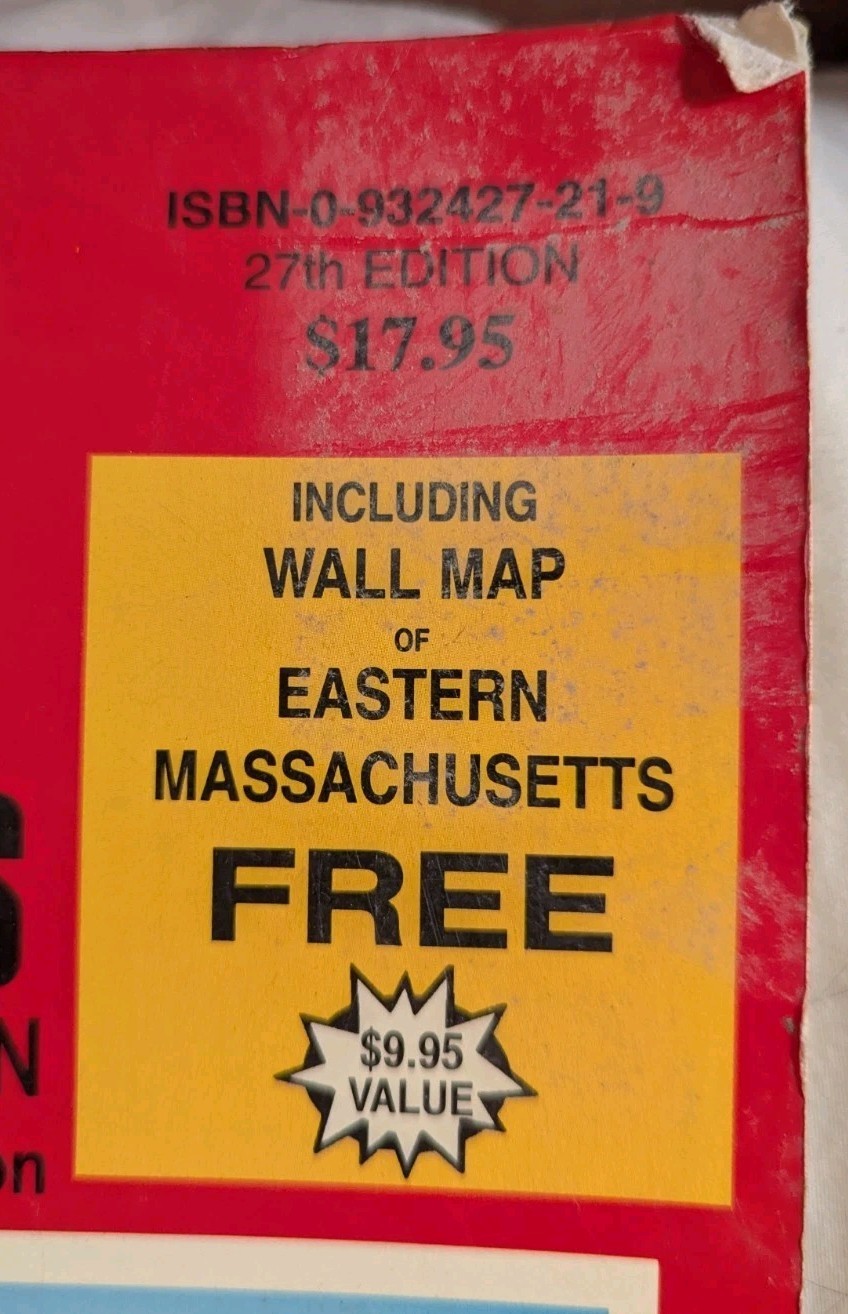 ISBN-0-932427-21-9
27th EDITION
$17.95
INCLUDING
WALL MAP
OF
EASTERN
MASSACHUSETTS
FREE
$9.95
VALUE
S
N
on